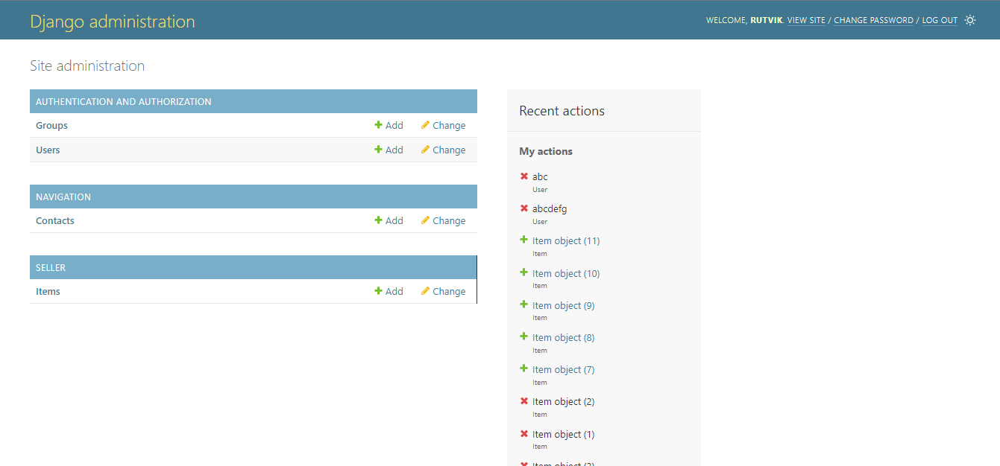 Django administration
WELCOME, RUTVIK. VIEW SITE / CHANGE PASSWORD / LOG OUT
Site administration
AUTHENTICATION AND AUTHORIZATION
Groups Add Change
Users Add Change
NAVIGATION
Contacts Add Change
SELLER
Items Add Change
Recent actions
My actions
abc
User
abcdefg
User
Item object (11)
Item
Item object (10)
Item
Item object (9)
Item
Item object (8)
Item
Item object (7)
Item
Item object (2)
Item
Item object (1)
Item
Item object